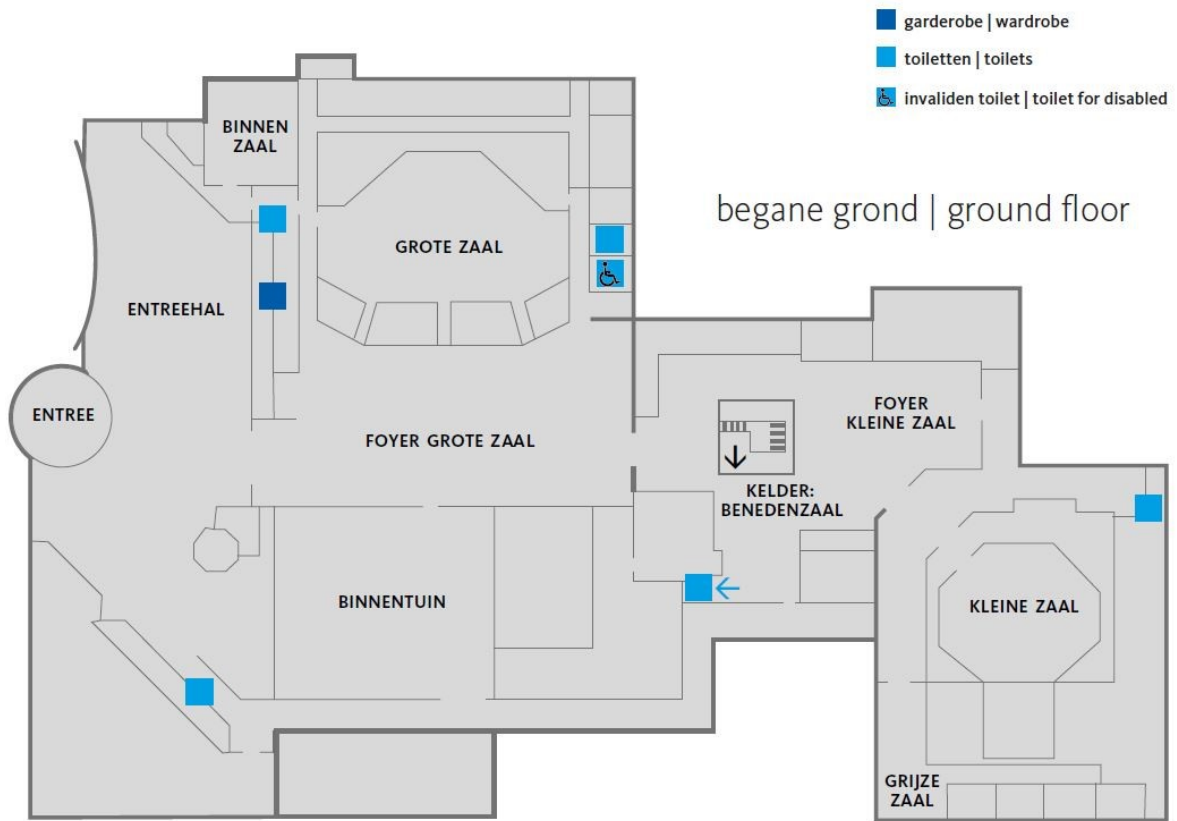 garderobe | wardrobe
toiletten | toilets
invaliden toilet | toilet for disabled
begane grond | ground floor
BINNEN
ZAAL
GROTE ZAAL
ENTREEHAL
ENTREE
FOYER GROTE ZAAL
FOYER
KLEINE ZAAL
KELDER:
BENEDENZAAL
BINNENTUIN
KLEINE ZAAL
GRIJZE
ZAAL